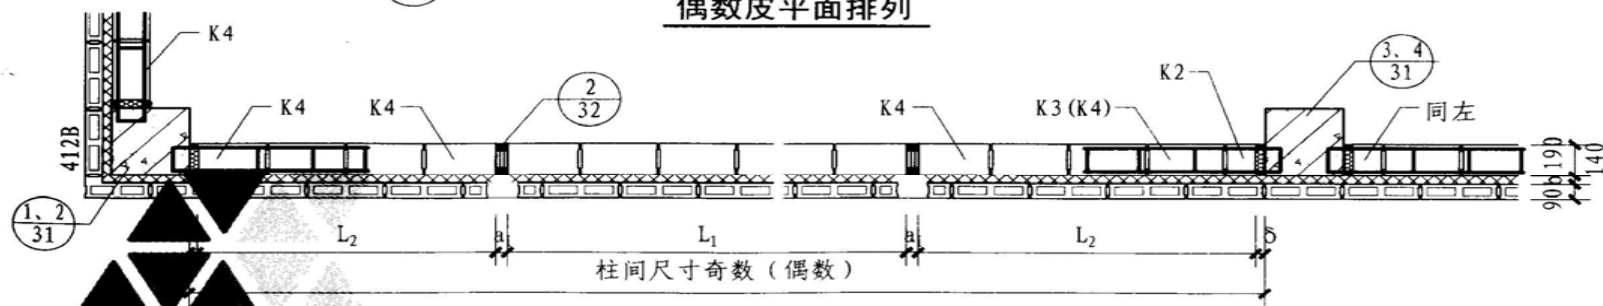 偶数皮平面排列
K4
3、4
31
K2
2
32
K4
K4
K4
K3(K4)
同左
412B
190
140
b
90
1、2
31
L₂
a
L₁
a
L₂
δ
柱间尺寸奇数(偶数)